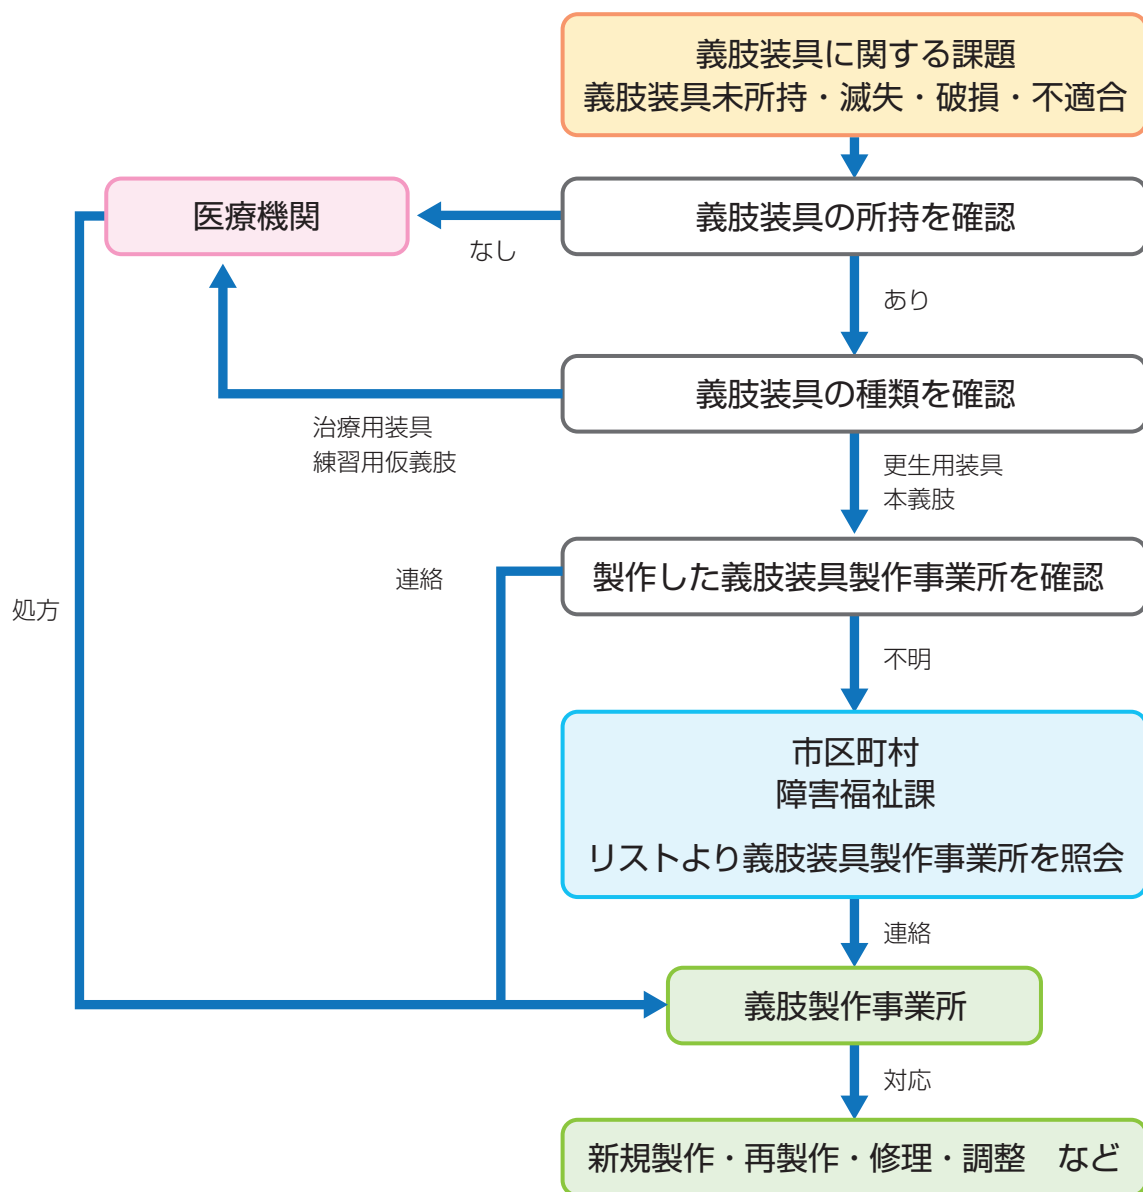 義肢装具に関する課題
義肢装具未所持・滅失・破損・不適合
医療機関
義肢装具の所持を確認
なし
あり
義肢装具の種類を確認
治療用装具
練習用仮義肢
更生用装具
本義肢
製作した義肢装具製作事業所を確認
連絡
処方
不明
市区町村
障害福祉課
リストより義肢装具製作事業所を照会
連絡
義肢製作事業所
対応
新規製作・再製作・修理・調整　など